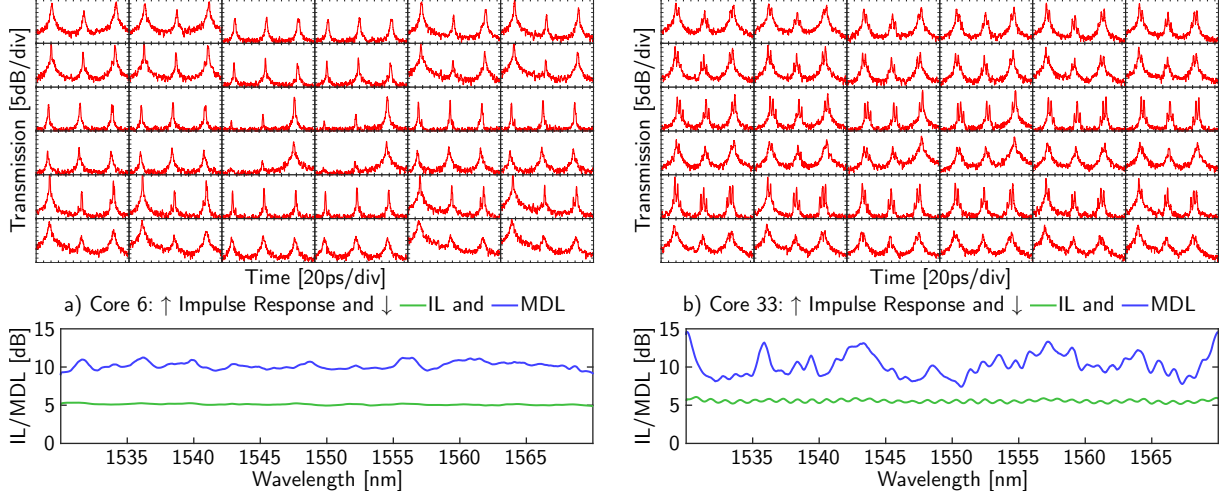 Transmission [5dB/div]
Time [20ps/div]
a) Core 6: ↑ Impulse Response and ↓ IL and MDL
IL/MDL [dB]
15
10
5
0
1535 1540 1545 1550 1555 1560 1565
Wavelength [nm]
Transmission [5dB/div]
Time [20ps/div]
b) Core 33: ↑ Impulse Response and ↓ IL and MDL
IL/MDL [dB]
15
10
5
0
1535 1540 1545 1550 1555 1560 1565
Wavelength [nm]